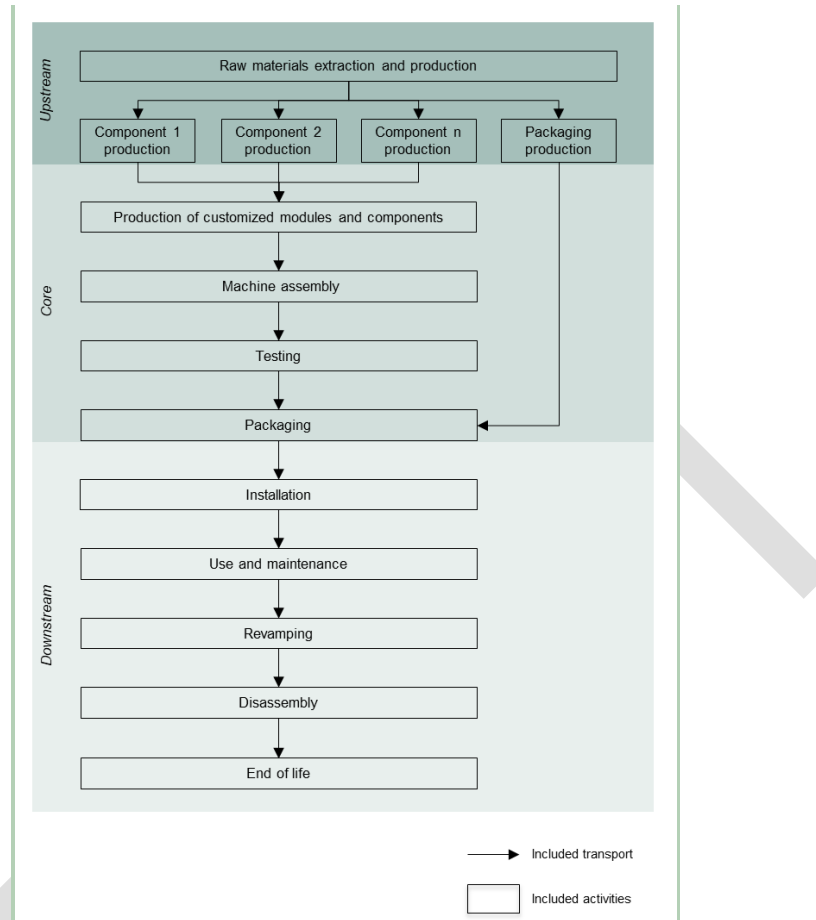 Upstream
Raw materials extraction and production
Component 1
production
Component 2
production
Component n
production
Packaging
production
Core
Production of customized modules and components
Machine assembly
Testing
Packaging
Downstream
Installation
Use and maintenance
Revamping
Disassembly
End of life
Included transport
Included activities